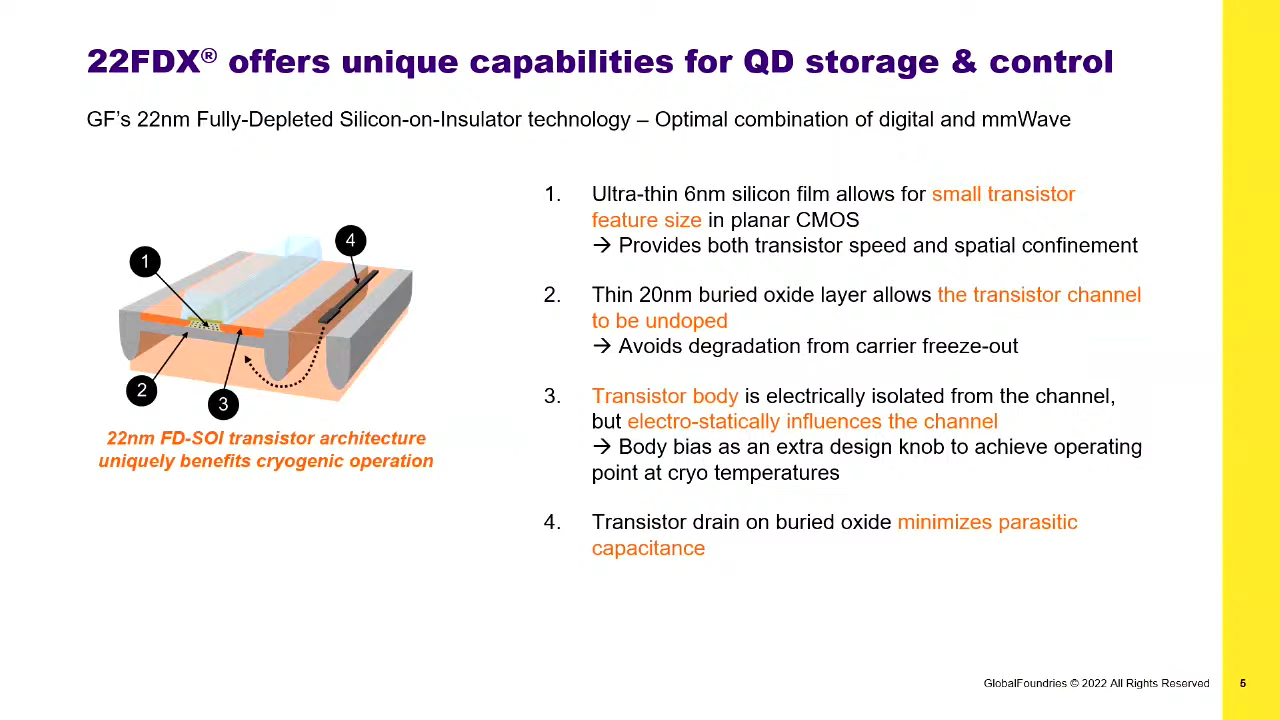 22FDX® offers unique capabilities for QD storage & control
GF's 22nm Fully-Depleted Silicon-on-Insulator technology – Optimal combination of digital and mmWave
1
2
3
4
22nm FD-SOI transistor architecture
uniquely benefits cryogenic operation
1. Ultra-thin 6nm silicon film allows for small transistor
feature size in planar CMOS
→ Provides both transistor speed and spatial confinement
2. Thin 20nm buried oxide layer allows the transistor channel
to be undoped
→ Avoids degradation from carrier freeze-out
3. Transistor body is electrically isolated from the channel,
but electro-statically influences the channel
→ Body bias as an extra design knob to achieve operating
point at cryo temperatures
4. Transistor drain on buried oxide minimizes parasitic
capacitance
GlobalFoundries © 2022 All Rights Reserved
5